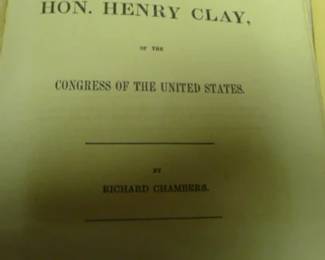 HON. HENRY CLAY,
OF THE
CONGRESS OF THE UNITED STATES.
BY
RICHARD CHAMBERS.